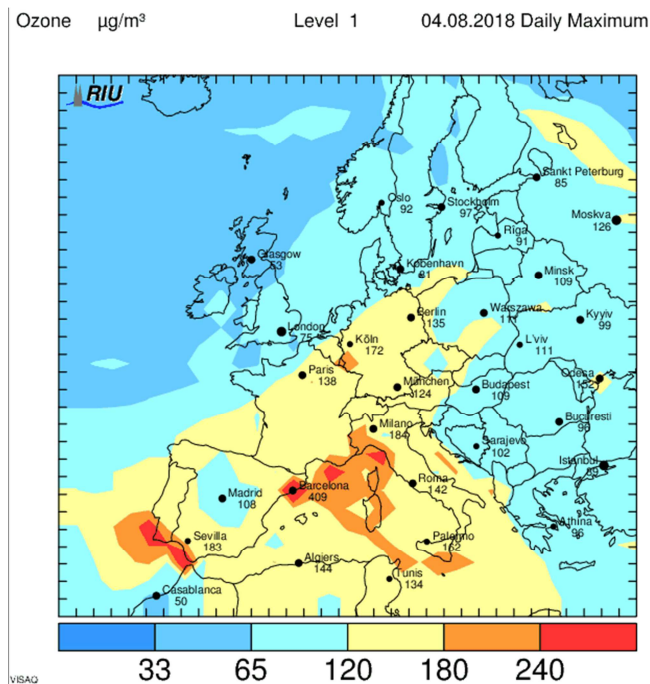 Ozone µg/m³ Level 1 04.08.2018 Daily Maximum
RIU
Sankt Peterburg
85
Oslo
92
Stockholm
97
Moskva
126
Rīga
91
Glasgow
53
København
81
Minsk
109
Berlin
135
Warszawa
Kyyiv
99
London
75
Köln
172
L'viv
111
Paris
138
München
124
Budapest
109
Odesa
152
Milano
184
Bucuresti
96
Sarajevo
102
Istanbul
89
Barcelona
409
Roma
142
Madrid
108
Athina
96
Sevilla
183
Palermo
162
Algiers
144
Tunis
134
Casablanca
50
33 65 120 180 240
VISAQ